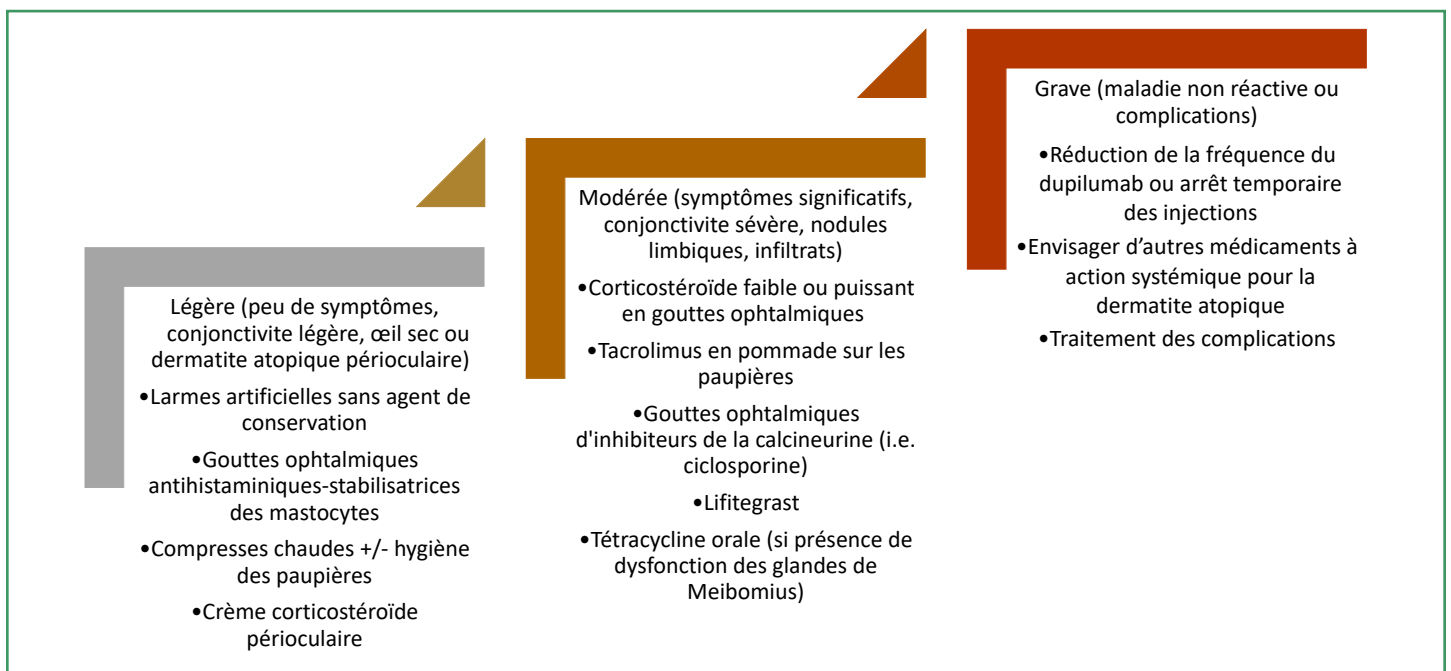 Légère (peu de symptômes,
conjonctivite légère, œil sec ou
dermatite atopique périoculaire)
•Larmes artificielles sans agent de
conservation
•Gouttes ophtalmiques
antihistaminiques-stabilisatrices
des mastocytes
•Compresses chaudes +/- hygiène
des paupières
•Crème corticostéroïde
périoculaire
Modérée (symptômes significatifs,
conjonctivite sévère, nodules
limbiques, infiltrats)
•Corticostéroïde faible ou puissant
en gouttes ophtalmiques
•Tacrolimus en pommade sur les
paupières
•Gouttes ophtalmiques
d'inhibiteurs de la calcineurine (i.e.
ciclosporine)
•Lifitegrast
•Tétracycline orale (si présence de
dysfonction des glandes de
Meibomius)
Grave (maladie non réactive ou
complications)
•Réduction de la fréquence du
dupilumab ou arrêt temporaire
des injections
•Envisager d’autres médicaments à
action systémique pour la
dermatite atopique
•Traitement des complications